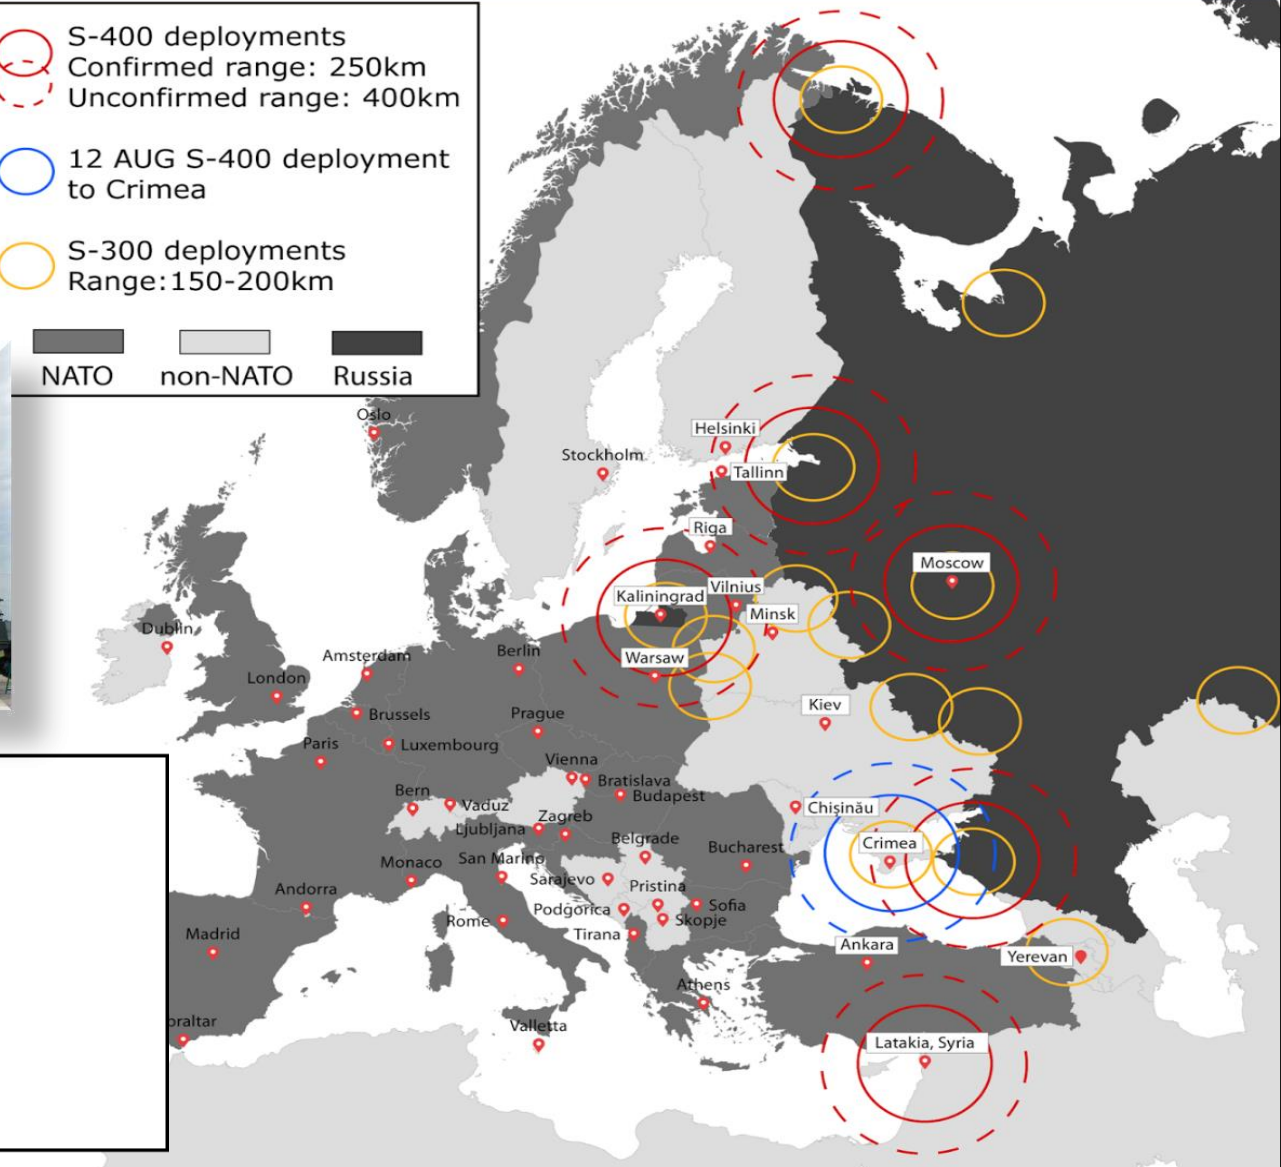 S-400 deployments
Confirmed range: 250km
Unconfirmed range: 400km
12 AUG S-400 deployment
to Crimea
S-300 deployments
Range:150-200km
NATO
non-NATO
Russia
Oslo
Helsinki
Stockholm
Tallinn
Riga
Moscow
Vilnius
Kaliningrad
Minsk
Dublin
Amsterdam
Berlin
Warsaw
London
Kiev
Brussels
Prague
Paris
Luxembourg
Vienna
Bratislava
Bern
Budapest
Vaduz
Chișinău
Zagreb
Ljubljana
Belgrade
Crimea
Bucharest
Monaco
San Marino
Sarajevo
Pristina
Andorra
Podgorica
Sofia
Rome
Skopje
Madrid
Tirana
Ankara
Yerevan
Athens
braltar
Valletta
Latakia, Syria